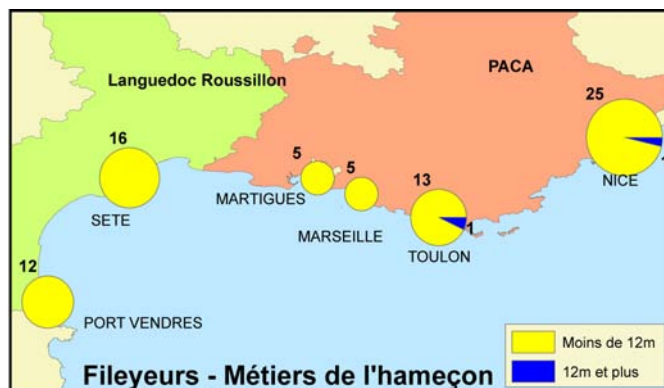 PACA
Languedoc Roussillon
25
16
5
5
13
NICE
MARTIGUES
SETE
MARSEILLE
1
TOULON
12
PORT VENDRES
Moins de 12m
12m et plus
Fileyeurs - Métiers de l'hameçon